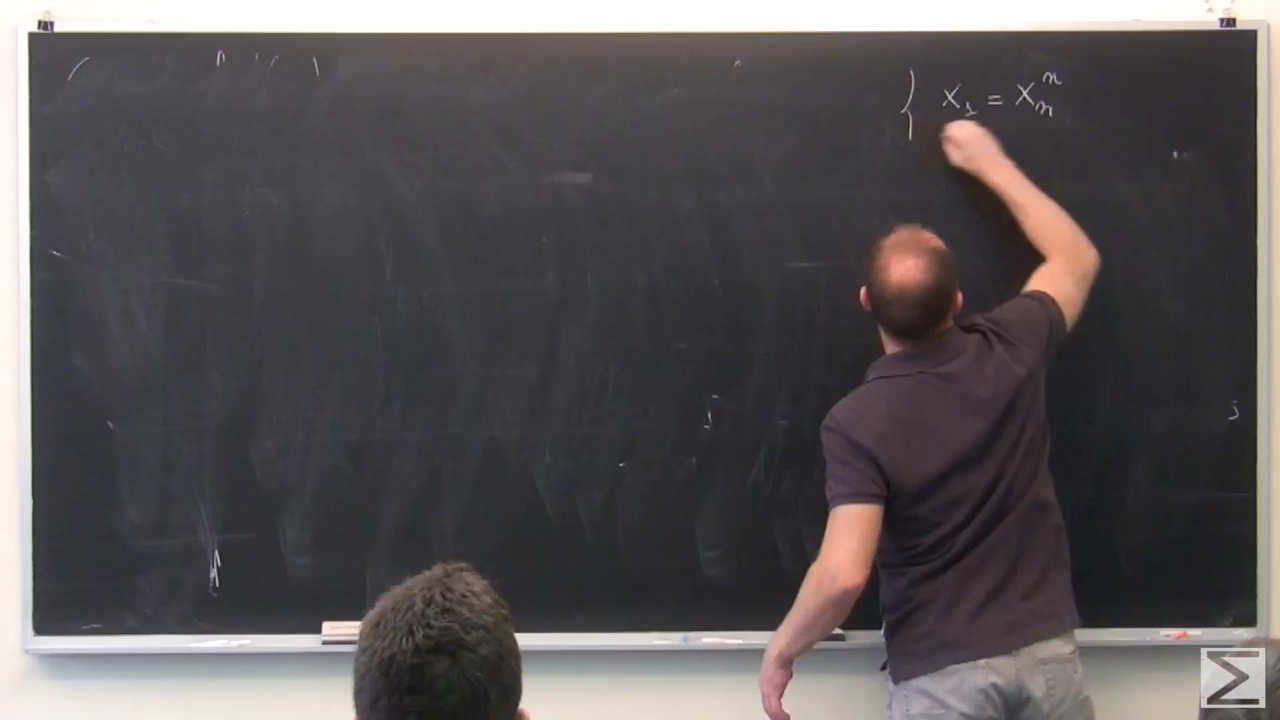 { X₁ = Xₙⁿ
Σ